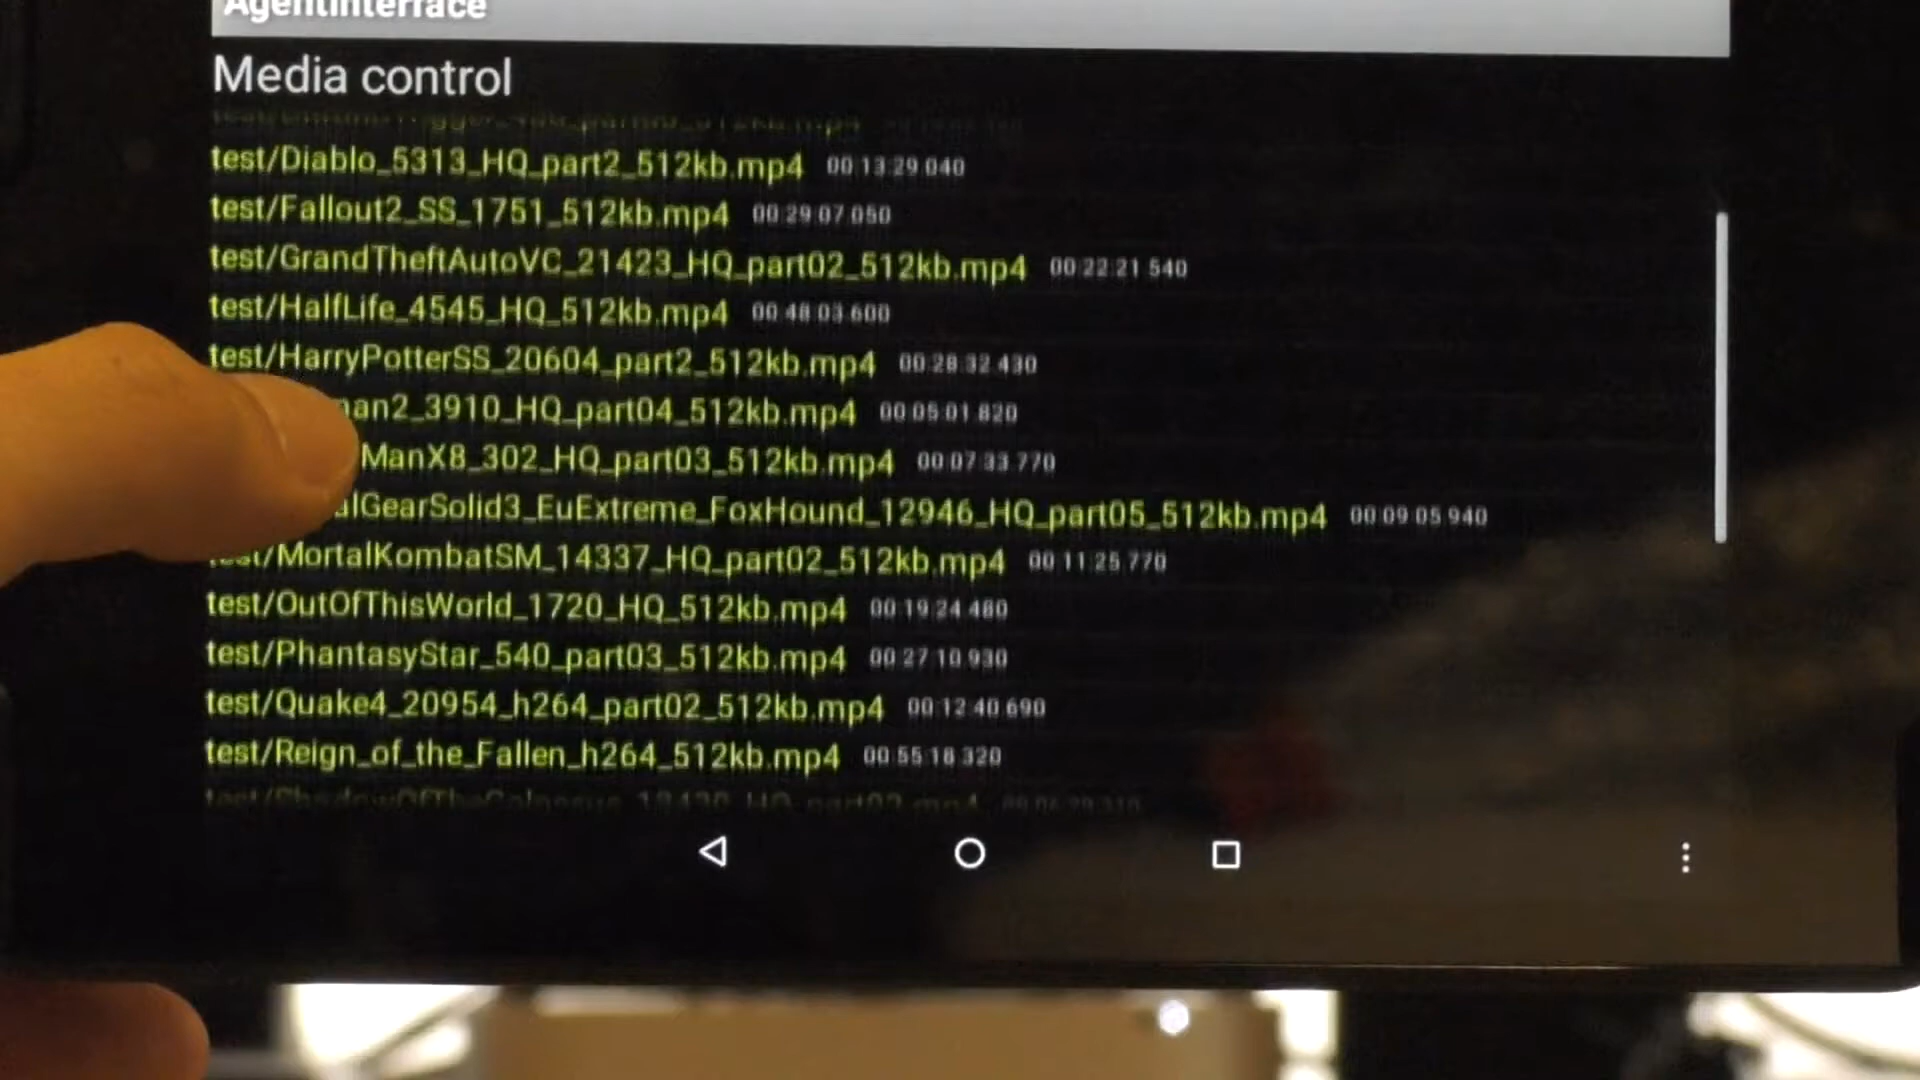 AgentInterface
Media control
test/Diablo_5313_HQ_part2_512kb.mp4 00:13:29.040
test/Fallout2_SS_1751_512kb.mp4 00:29:07.050
test/GrandTheftAutoVC_21423_HQ_part02_512kb.mp4 00:22:21.540
test/HalfLife_4545_HQ_512kb.mp4 00:48:03.600
test/HarryPotterSS_20604_part2_512kb.mp4 00:28:32.430
man2_3910_HQ_part04_512kb.mp4 00:05:01.820
ManX8_302_HQ_part03_512kb.mp4 00:07:33.770
alGearSolid3_EuExtreme_FoxHound_12946_HQ_part05_512kb.mp4 00:09:05.940
test/MortalKombatSM_14337_HQ_part02_512kb.mp4 00:11:25.770
test/OutOfThisWorld_1720_HQ_512kb.mp4 00:19:24.480
test/PhantasyStar_540_part03_512kb.mp4 00:27:10.930
test/Quake4_20954_h264_part02_512kb.mp4 00:12:40.690
test/Reign_of_the_Fallen_h264_512kb.mp4 00:55:18.320